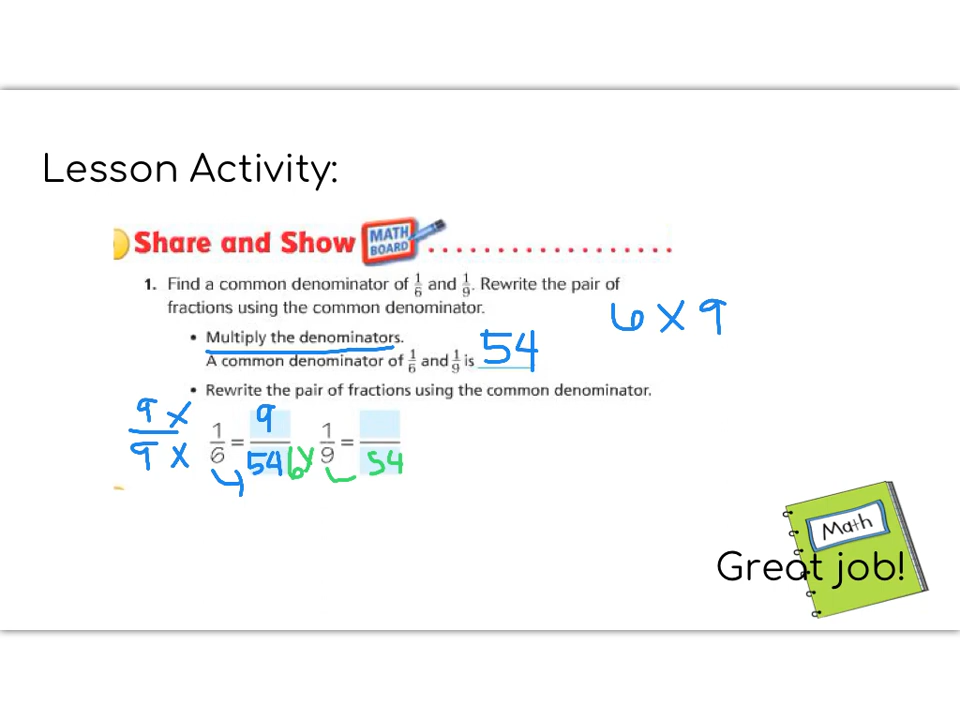 Lesson Activity:
Share and Show MATH BOARD
1. Find a common denominator of 1/6 and 1/9. Rewrite the pair of
fractions using the common denominator.
6 x 9
• Multiply the denominators.
A common denominator of 1/6 and 1/9 is 54
• Rewrite the pair of fractions using the common denominator.
9 x / 9 x 1/6 = 9/54 6 x 1/9 = /54
Math
Great job!